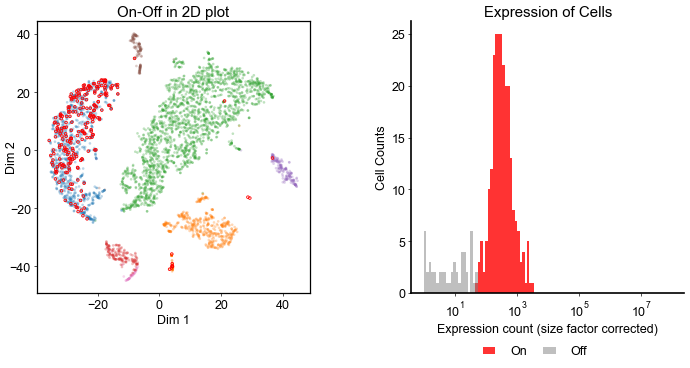 On-Off in 2D plot
Dim 2
40
20
0
−20
−40
−20
0
20
40
Dim 1
Expression of Cells
Cell Counts
25
20
15
10
5
0
10^1
10^3
10^5
10^7
Expression count (size factor corrected)
On
Off